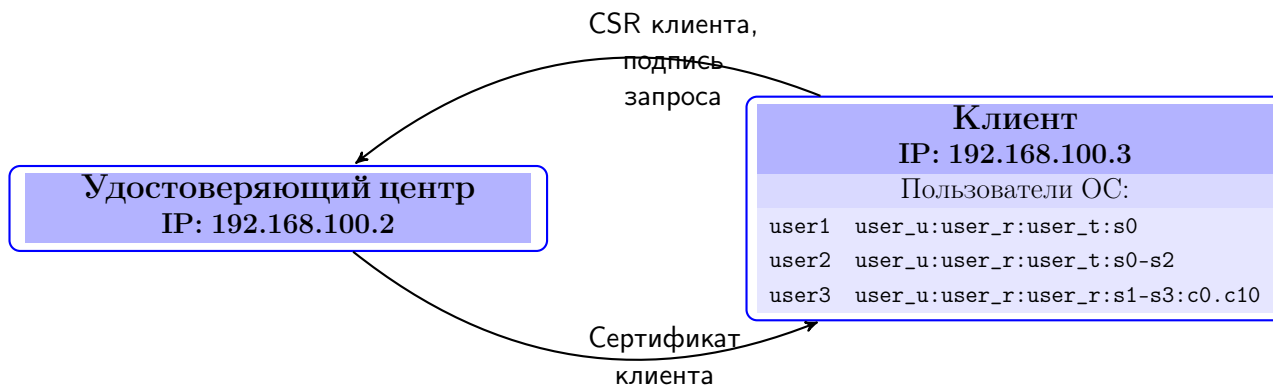 CSR клиента,
подпись
запроса
Клиент
IP: 192.168.100.3
Пользователи ОС:
user1 user_u:user_r:user_t:s0
user2 user_u:user_r:user_t:s0-s2
user3 user_u:user_r:user_r:s1-s3:c0.c10
Удостоверяющий центр
IP: 192.168.100.2
Сертификат
клиента